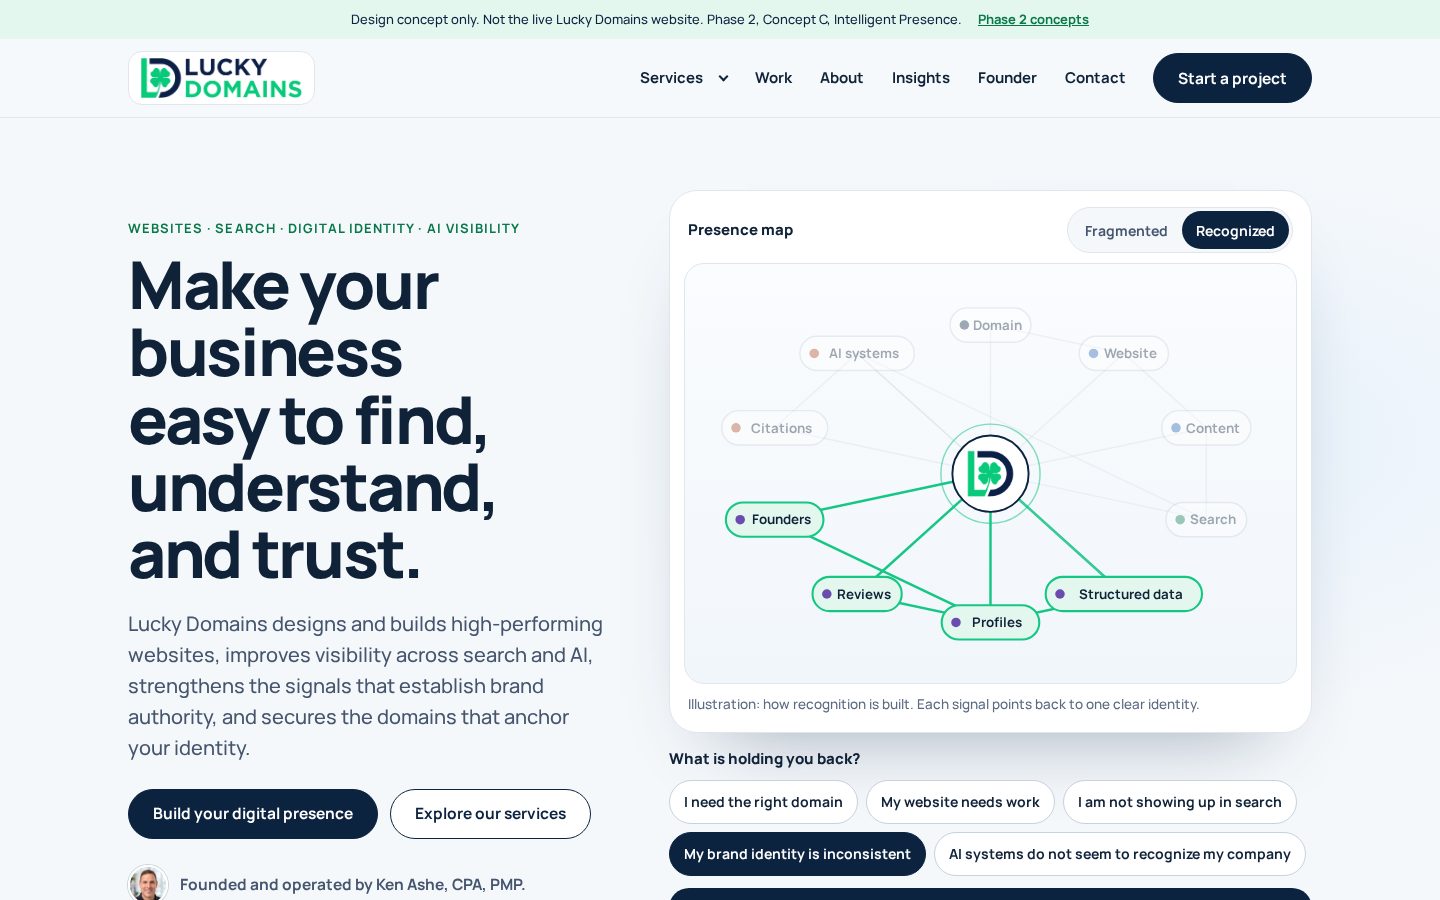 Design concept only. Not the live Lucky Domains website. Phase 2, Concept C, Intelligent Presence. Phase 2 concepts
LUCKY
DOMAINS
Services Work About Insights Founder Contact Start a project
WEBSITES · SEARCH · DIGITAL IDENTITY · AI VISIBILITY
Make your
business
easy to find,
understand,
and trust.
Lucky Domains designs and builds high-performing
websites, improves visibility across search and AI,
strengthens the signals that establish brand
authority, and secures the domains that anchor
your identity.
Build your digital presence Explore our services
Founded and operated by Ken Ashe, CPA, PMP.
Presence map Fragmented Recognized
Domain
AI systems Website
Citations Content
Founders Search
Reviews Structured data
Profiles
Illustration: how recognition is built. Each signal points back to one clear identity.
What is holding you back?
I need the right domain My website needs work I am not showing up in search
My brand identity is inconsistent AI systems do not seem to recognize my company